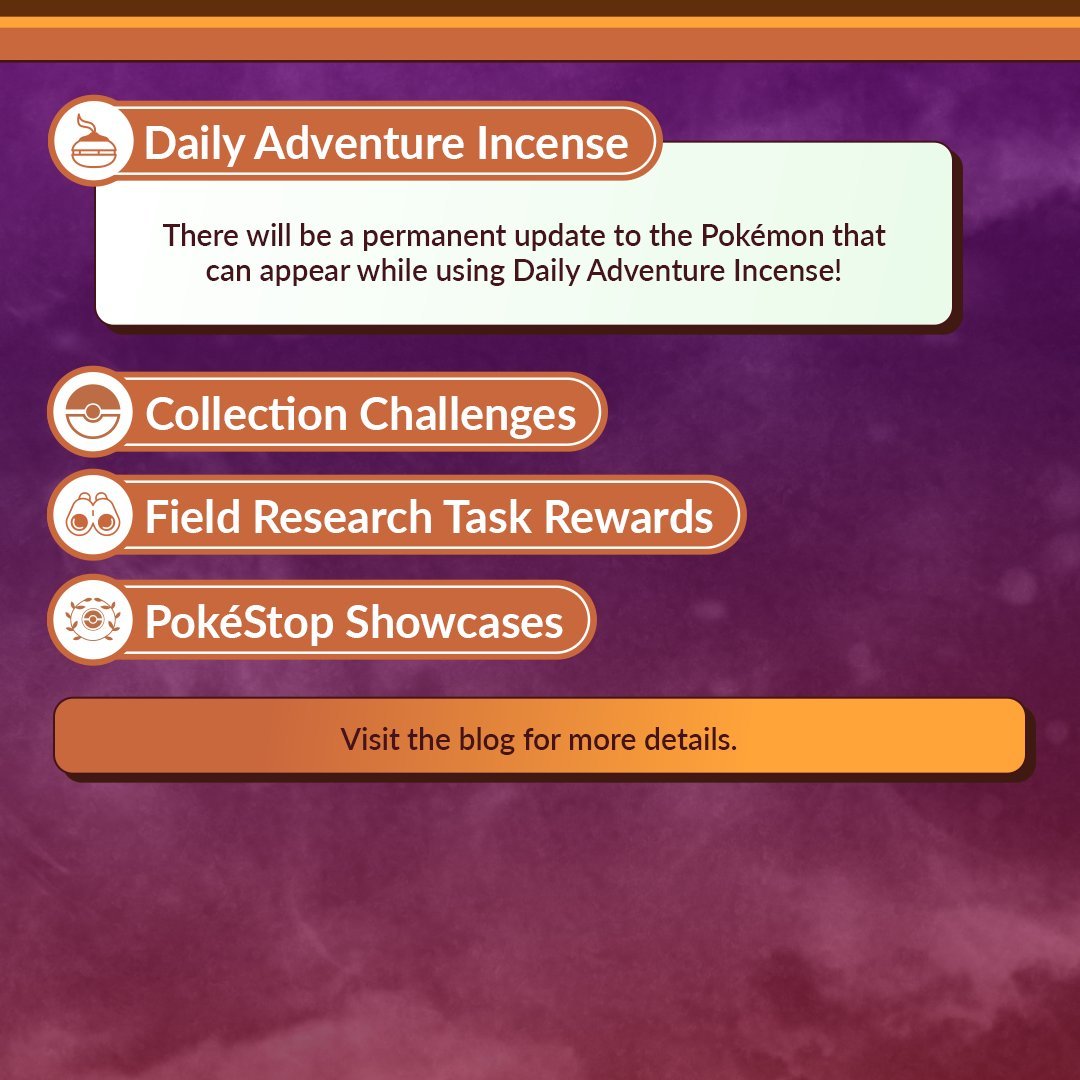 Daily Adventure Incense
There will be a permanent update to the Pokémon that
can appear while using Daily Adventure Incense!
Collection Challenges
Field Research Task Rewards
PokéStop Showcases
Visit the blog for more details.